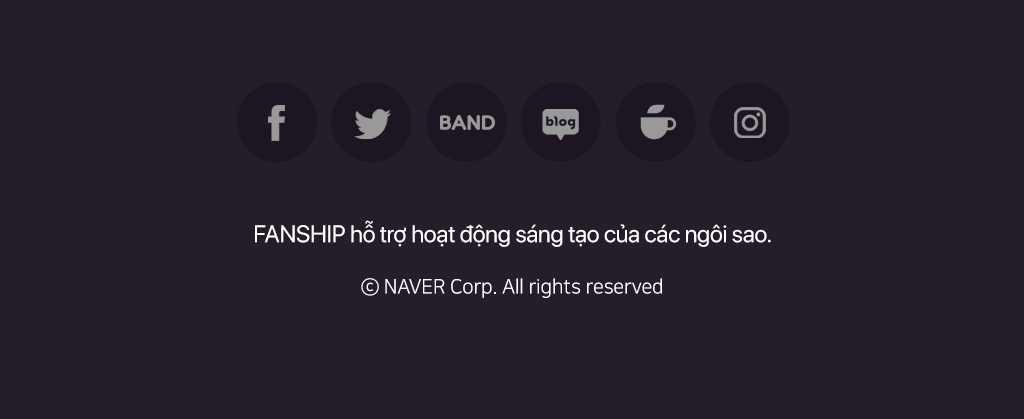 BAND blog
FANSHIP hỗ trợ hoạt động sáng tạo của các ngôi sao.
ⓒ NAVER Corp. All rights reserved